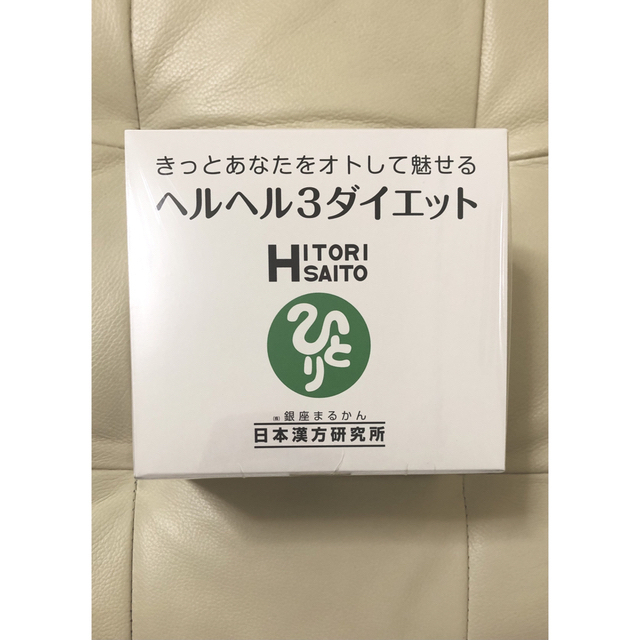 きっとあなたをオトして魅せる
ヘルヘル3ダイエット
HITORI
SAITO
ひとり
㈲銀座まるかん
日本漢方研究所